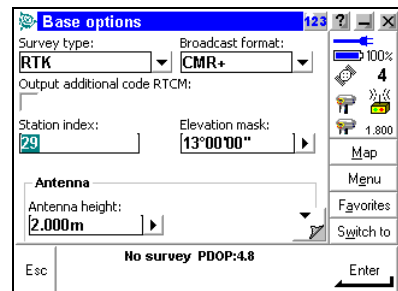 Base options 123 ? X
Survey type: Broadcast format:
RTK CMR+
100%
Output additional code RTCM:
4
Station index: Elevation mask:
29 13°00'00"
1.800
Map
Antenna
Menu
Antenna height:
2.000m
Favorites
Switch to
Esc
No survey PDOP:4.8
Enter